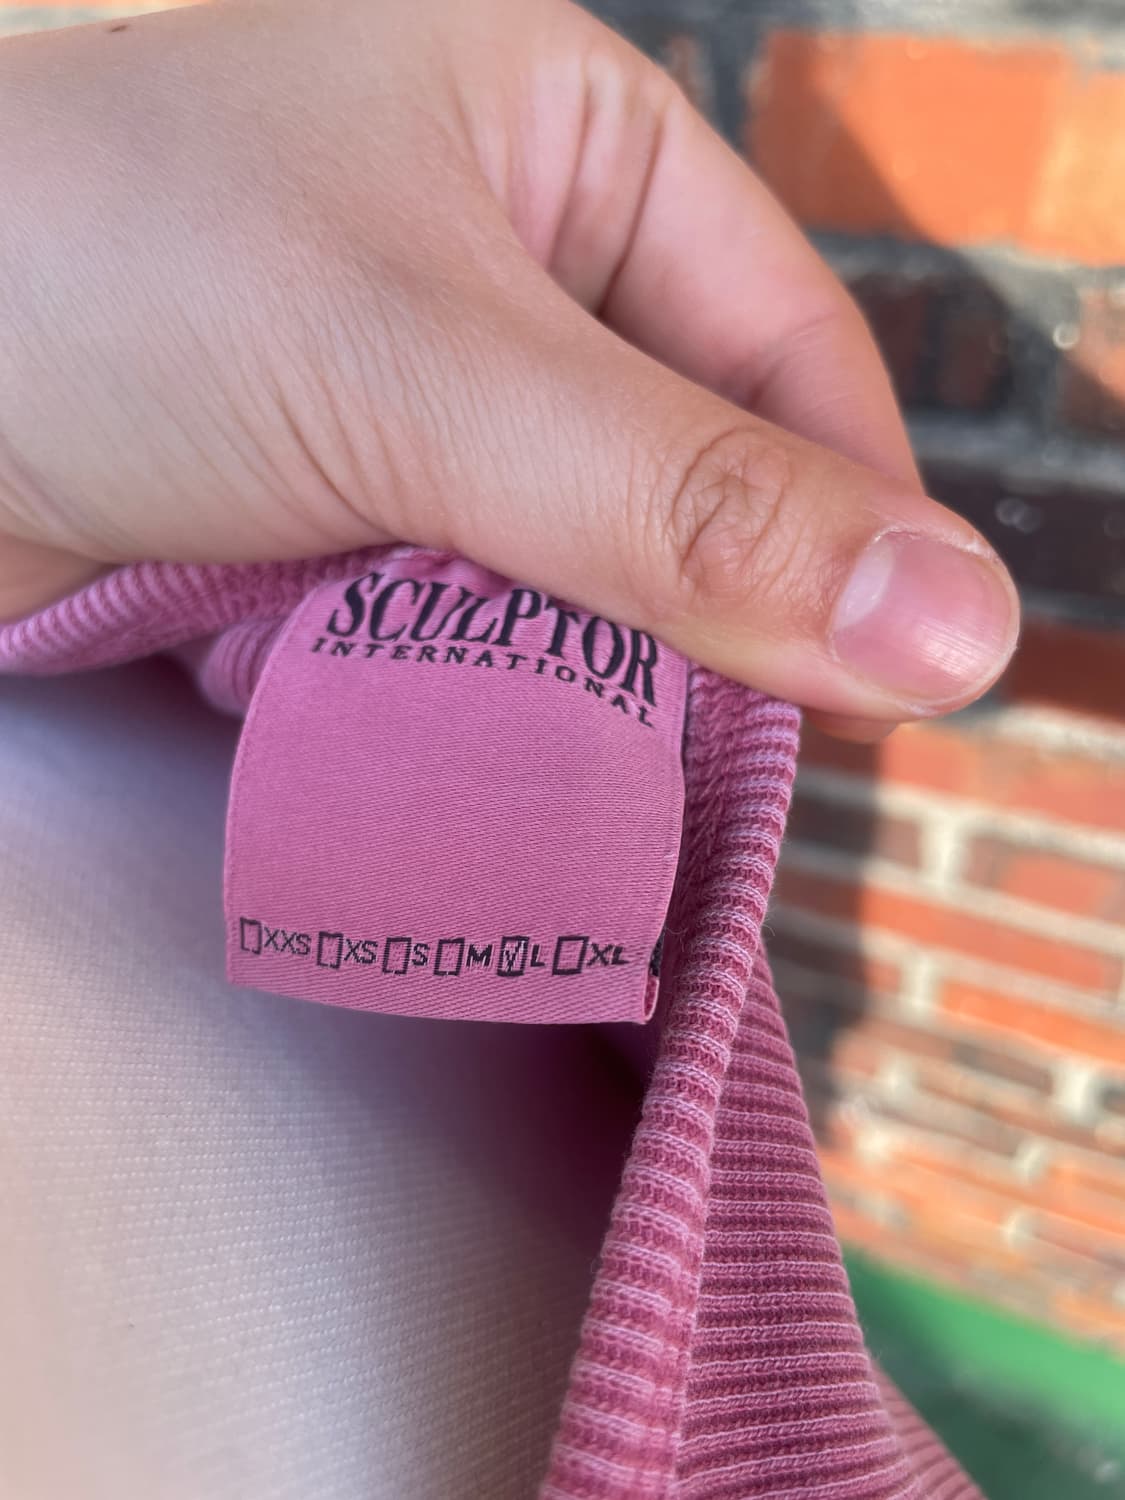 SCULPTOR
INTERNATIONAL
☐XXS ☐XS ☐S ☐M ☑L ☐XL